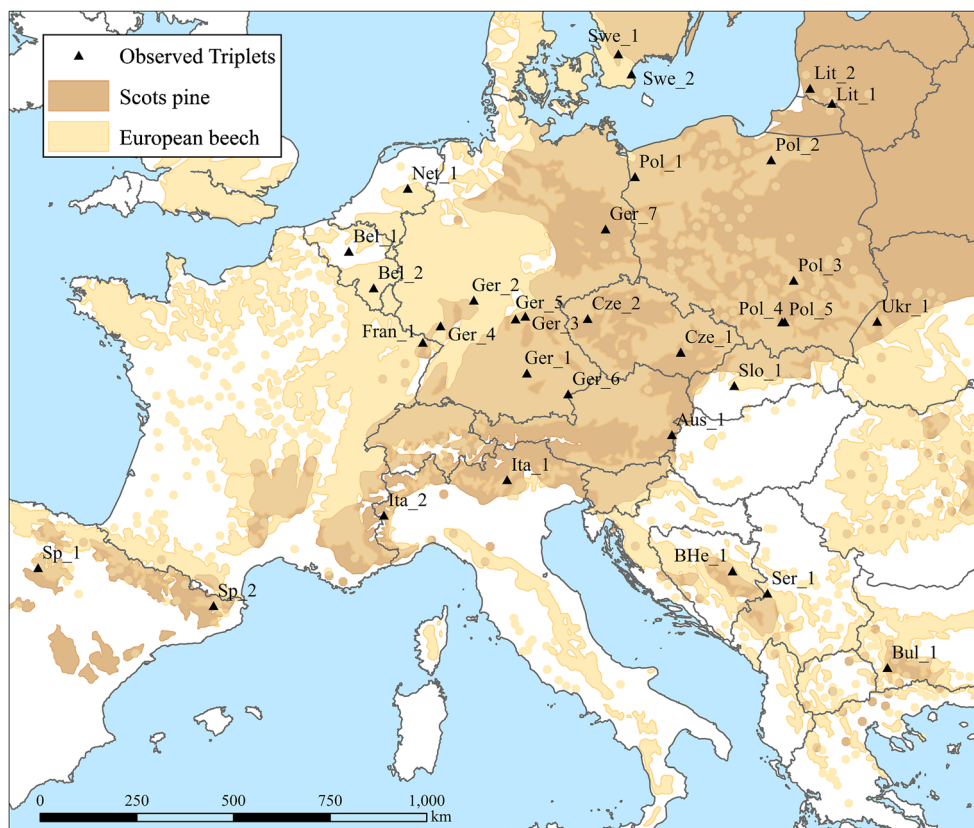 Observed Triplets
Scots pine
European beech
Swe_1
Swe_2
Lit_2
Lit_1
Pol_2
Pol_1
Net_1
Ger_7
Bel_1
Bel_2
Pol_3
Ger_2
Ger_5
Cze_2
Pol_4
Pol_5
Ukr_1
Ger_3
Fran_1
Ger_4
Cze_1
Ger_1
Slo_1
Ger_6
Aus_1
Ita_1
Ita_2
Sp_1
BHe_1
Sp_2
Ser_1
Bul_1
0 250 500 750 1,000
km